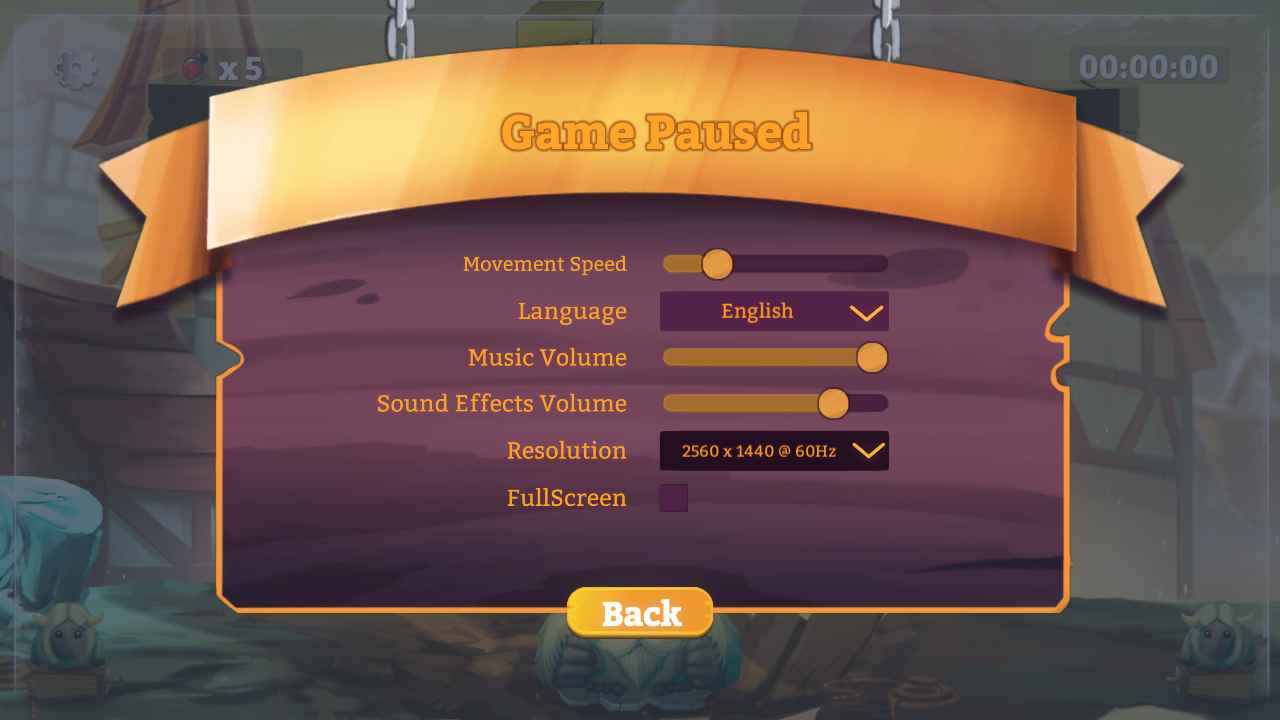 x 5
00:00:00
Game Paused
Movement Speed
Language English
Music Volume
Sound Effects Volume
Resolution 2560 x 1440 @ 60Hz
FullScreen
Back